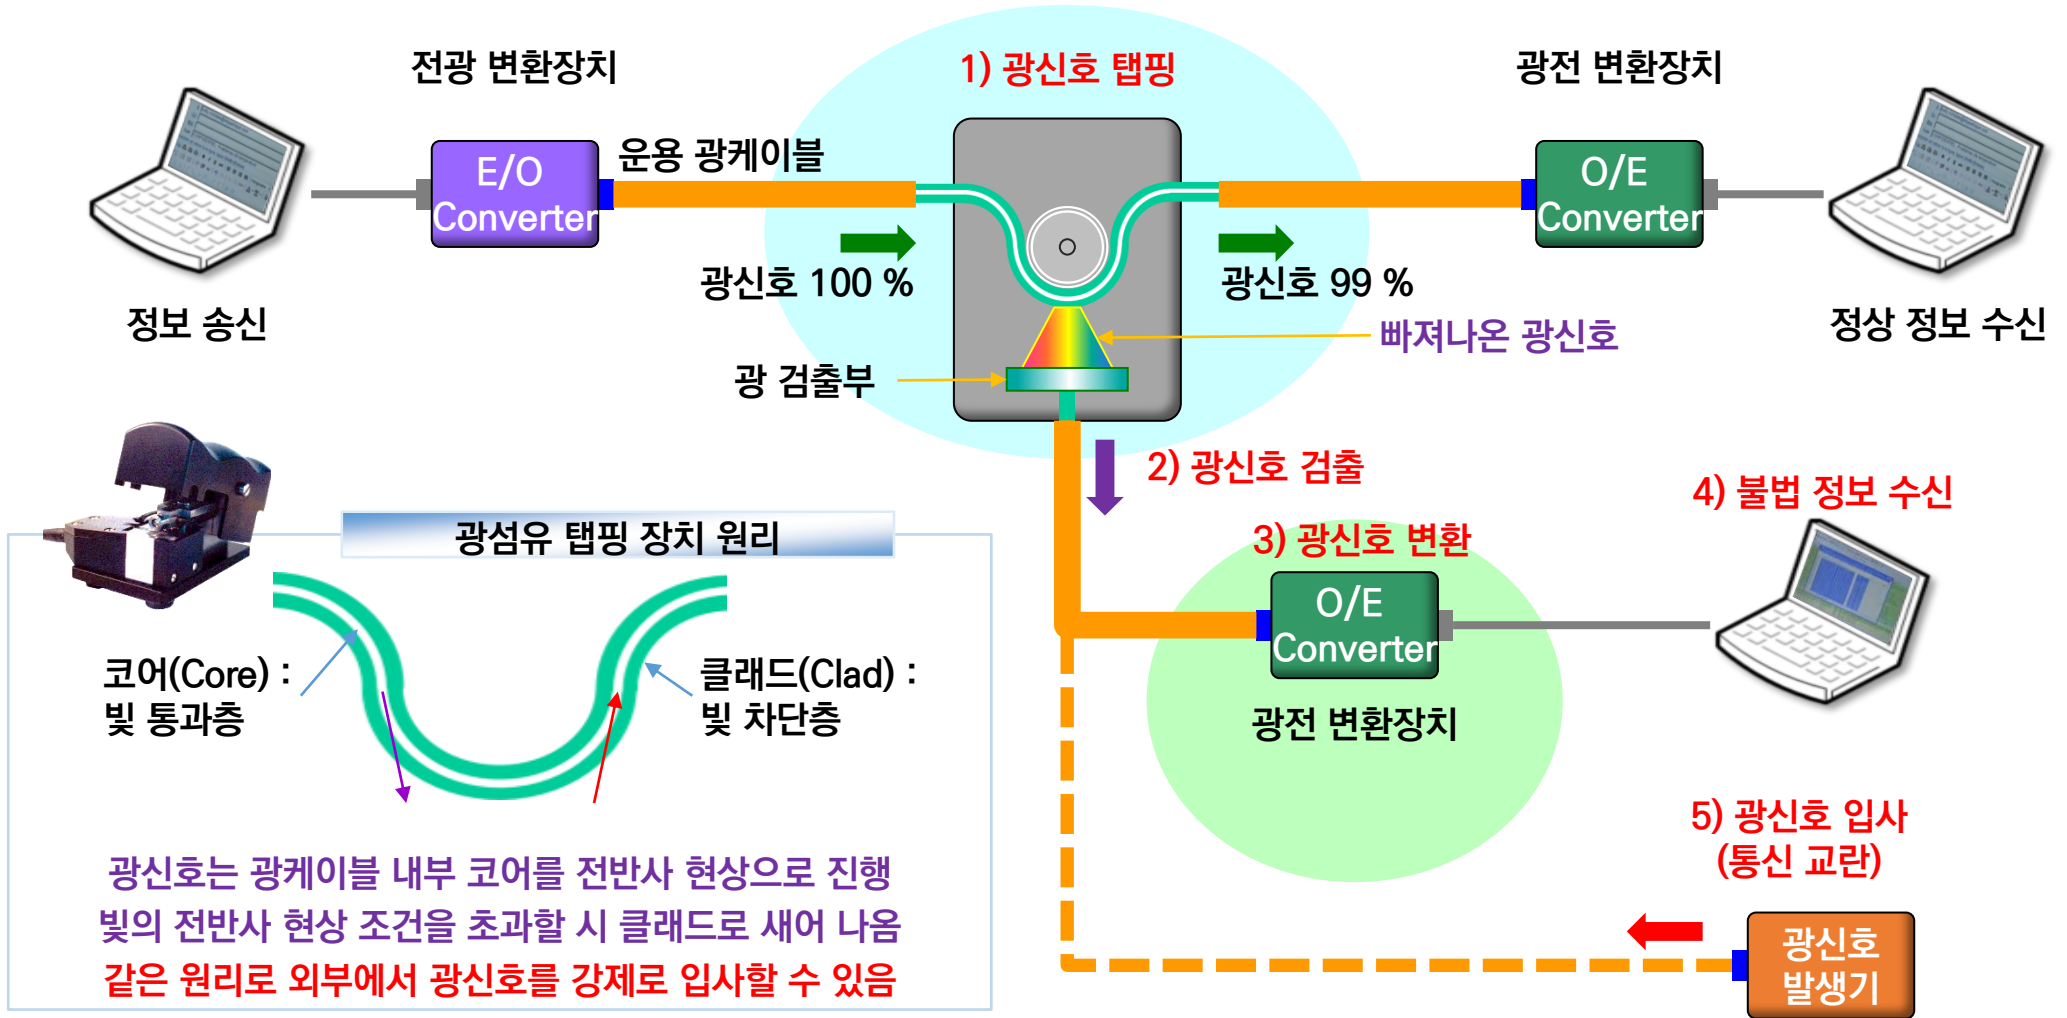 전광 변환장치
1) 광신호 탭핑
광전 변환장치
E/O
Converter
운용 광케이블
O/E
Converter
광신호 100 %
광신호 99 %
정보 송신
정상 정보 수신
빠져나온 광신호
광 검출부
2) 광신호 검출
4) 불법 정보 수신
광섬유 탭핑 장치 원리
3) 광신호 변환
O/E
Converter
코어(Core) :
빛 통과층
클래드(Clad) :
빛 차단층
광전 변환장치
5) 광신호 입사
(통신 교란)
광신호는 광케이블 내부 코어를 전반사 현상으로 진행
빛의 전반사 현상 조건을 초과할 시 클래드로 새어 나옴
같은 원리로 외부에서 광신호를 강제로 입사할 수 있음
광신호
발생기